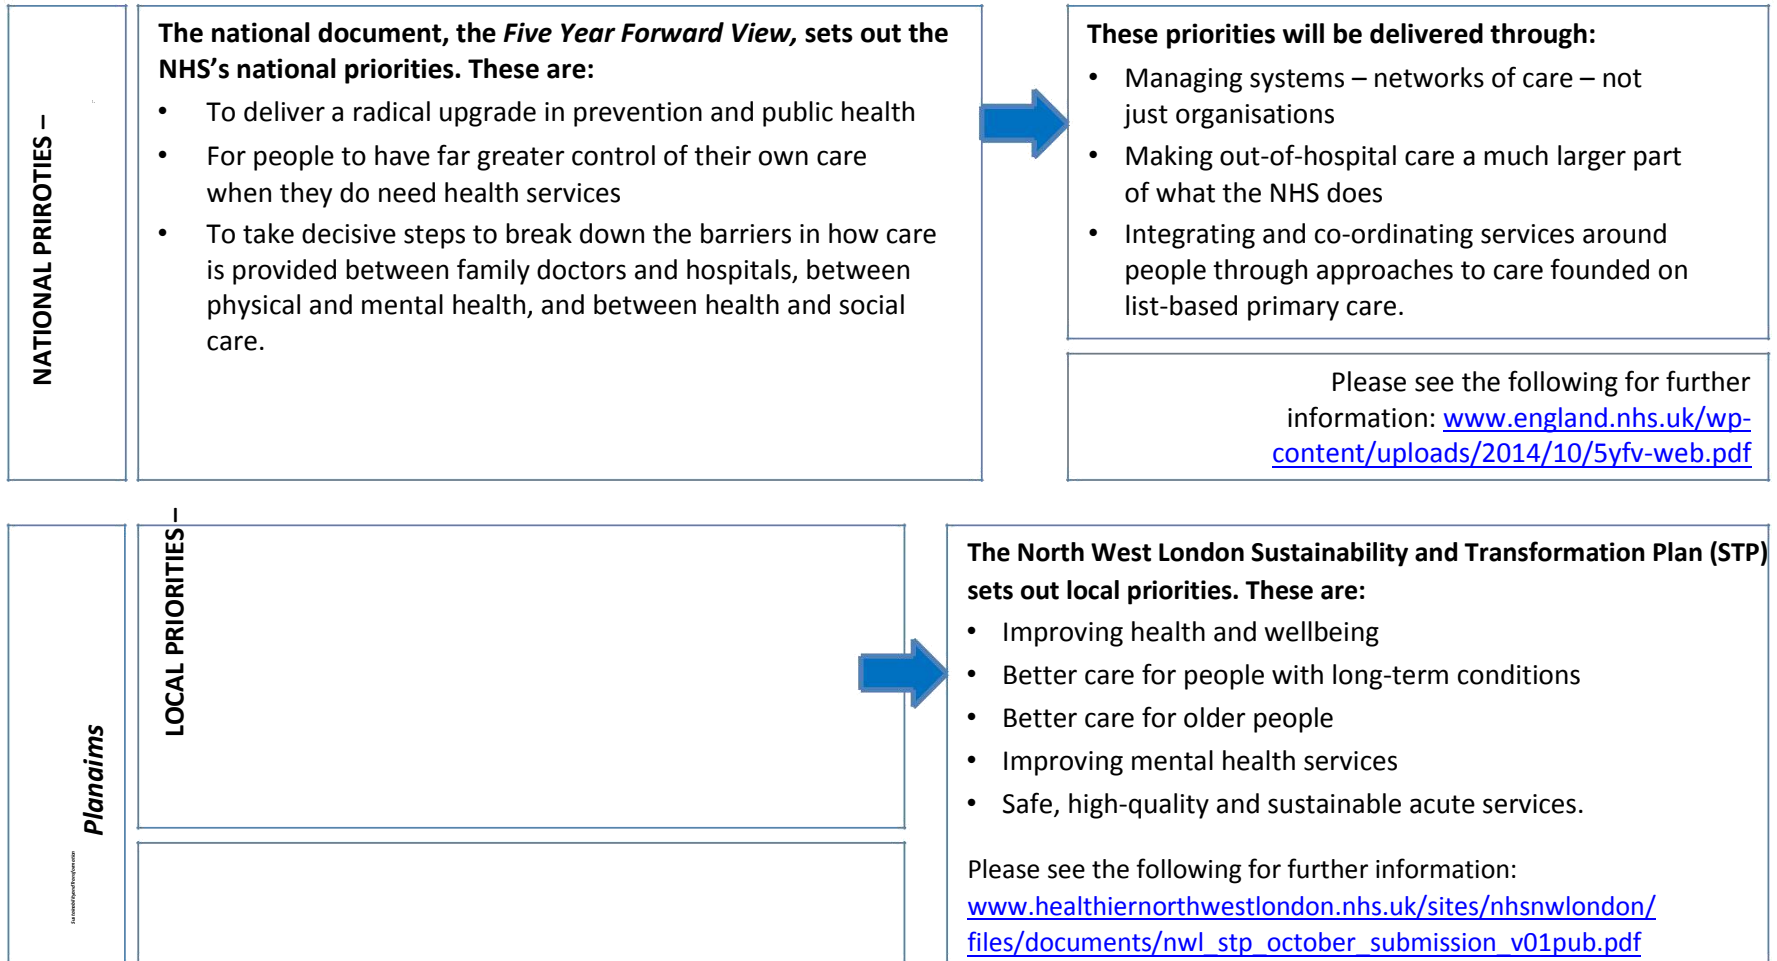 NATIONAL PRIROTIES –
The national document, the Five Year Forward View, sets out the
NHS’s national priorities. These are:
• To deliver a radical upgrade in prevention and public health
• For people to have far greater control of their own care
when they do need health services
• To take decisive steps to break down the barriers in how care
is provided between family doctors and hospitals, between
physical and mental health, and between health and social
care.
These priorities will be delivered through:
• Managing systems – networks of care – not
just organisations
• Making out-of-hospital care a much larger part
of what the NHS does
• Integrating and co-ordinating services around
people through approaches to care founded on
list-based primary care.
Please see the following for further
information: www.england.nhs.uk/wp-
content/uploads/2014/10/5yfv-web.pdf
LOCAL PRIORITIES –
Planaims
SustainabilityandTransformation
The North West London Sustainability and Transformation Plan (STP)
sets out local priorities. These are:
• Improving health and wellbeing
• Better care for people with long-term conditions
• Better care for older people
• Improving mental health services
• Safe, high-quality and sustainable acute services.
Please see the following for further information:
www.healthiernorthwestlondon.nhs.uk/sites/nhsnwlondon/
files/documents/nwl_stp_october_submission_v01pub.pdf